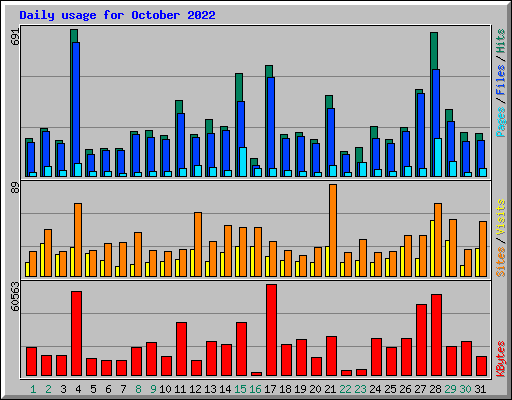 Daily usage for October 2022
691
Pages / Files / Hits
89
Sites / Visits
60563
KBytes
1 2 3 4 5 6 7 8 9 10 11 12 13 14 15 16 17 18 19 20 21 22 23 24 25 26 27 28 29 30 31